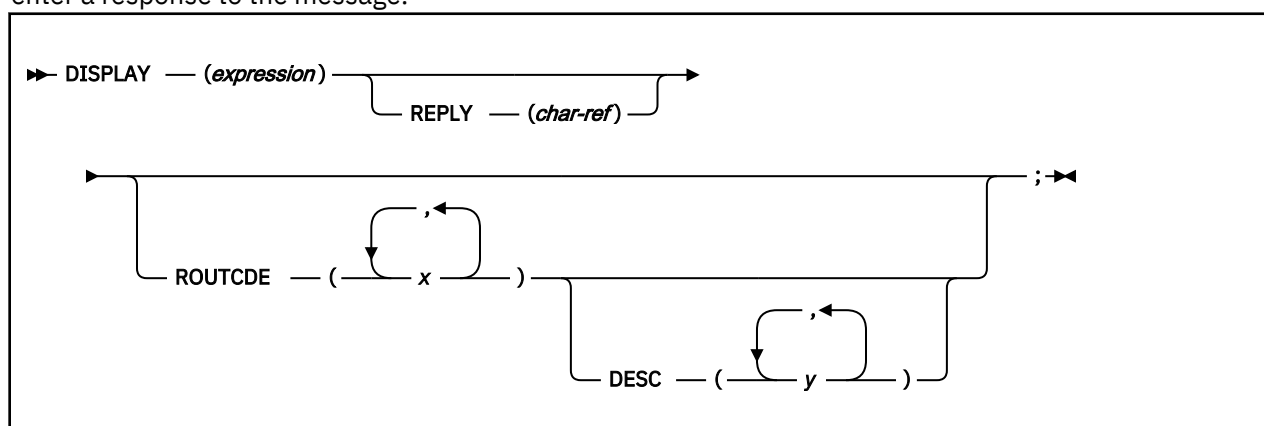 enter a response to the message.
DISPLAY (expression)
REPLY (char-ref)
;
,
ROUTCDE ( x )
,
DESC ( y )